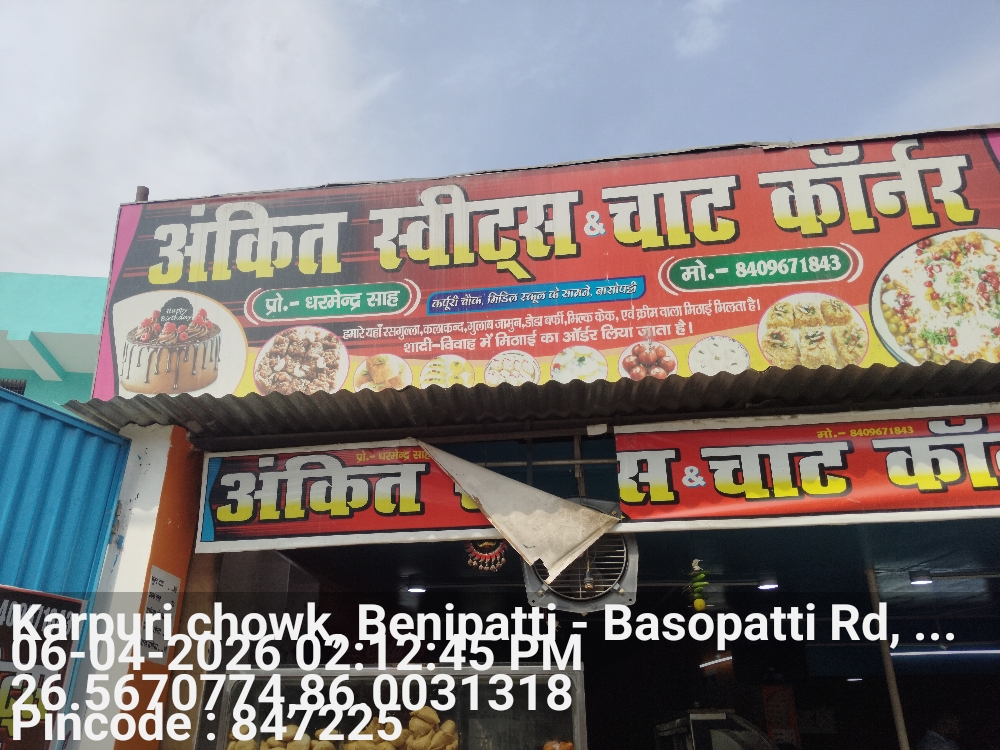 अंकित स्वीट्स & चाट कॉर्नर
प्रो.- धरमेन्द्र साह
कर्पूरी चौक, मिडिल स्कूल के सामने, बासोपट्टी
मो.- 8409671843
हमारे यहाँ रसगुल्ला, कलाकन्द, गुलाब जामुन, जेडा बर्फी, मिल्क केक, एवं क्रीम वाला मिठाई मिलता है।
शादी-विवाह में मिठाई का ऑर्डर लिया जाता है।
Happy Birthday
प्रो.- धरमेन्द्र साह
मो.- 8409671843
अंकित स & चाट कॉ
Karpuri chowk, Benipatti - Basopatti Rd, ...
06-04-2026 02:12:45 PM
26.5670774,86.0031318
Pincode : 847225